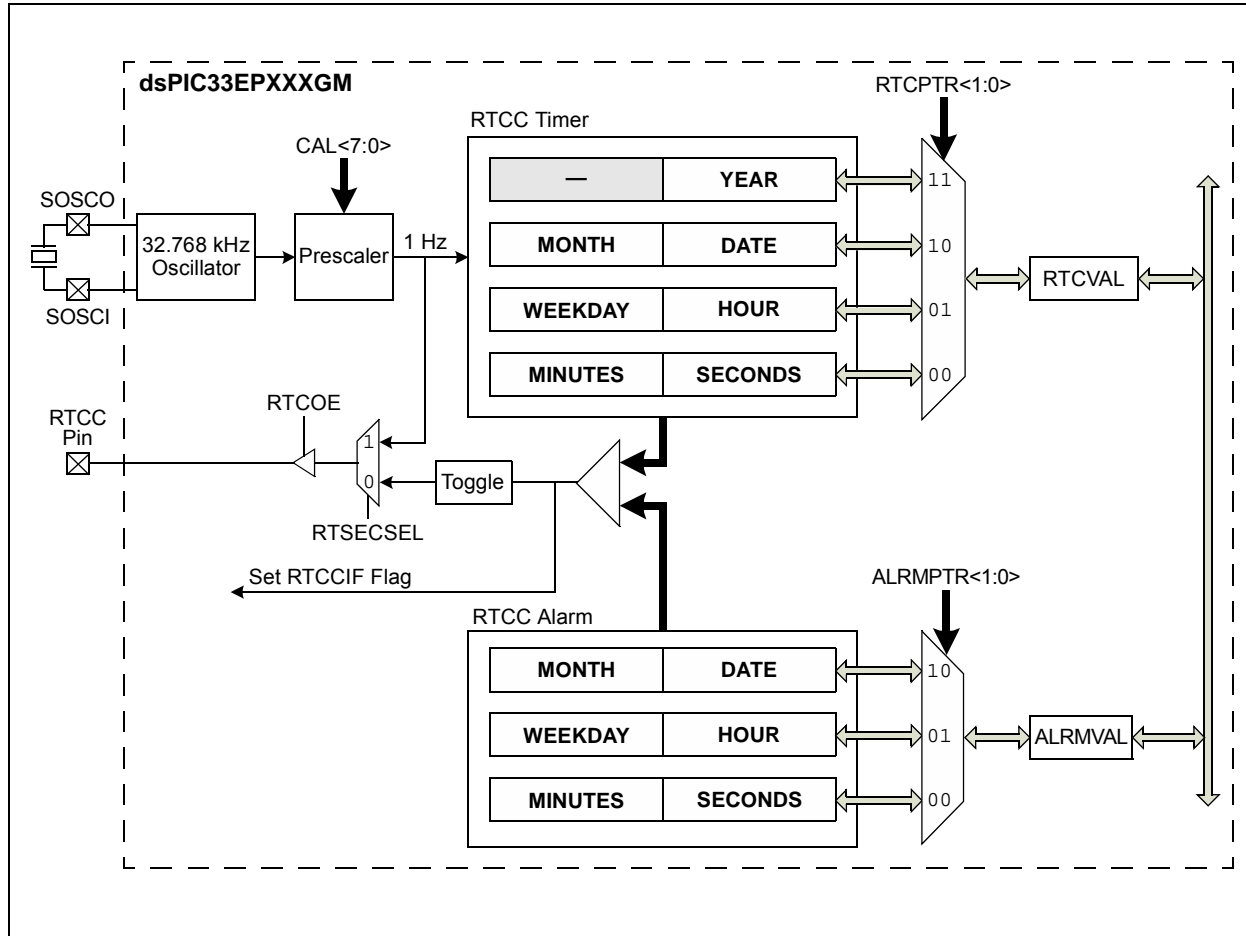 dsPIC33EPXXXGM
RTCPTR<1:0>
RTCC Timer
CAL<7:0>
— YEAR
11
SOSCO
32.768 kHz
Oscillator
Prescaler
1 Hz
MONTH DATE
10
RTCVAL
SOSCI
WEEKDAY HOUR
01
MINUTES SECONDS
00
RTCOE
RTCC
Pin
1
0
Toggle
RTSECSEL
Set RTCCIF Flag
ALRMPTR<1:0>
RTCC Alarm
MONTH DATE
10
WEEKDAY HOUR
01
ALRMVAL
MINUTES SECONDS
00